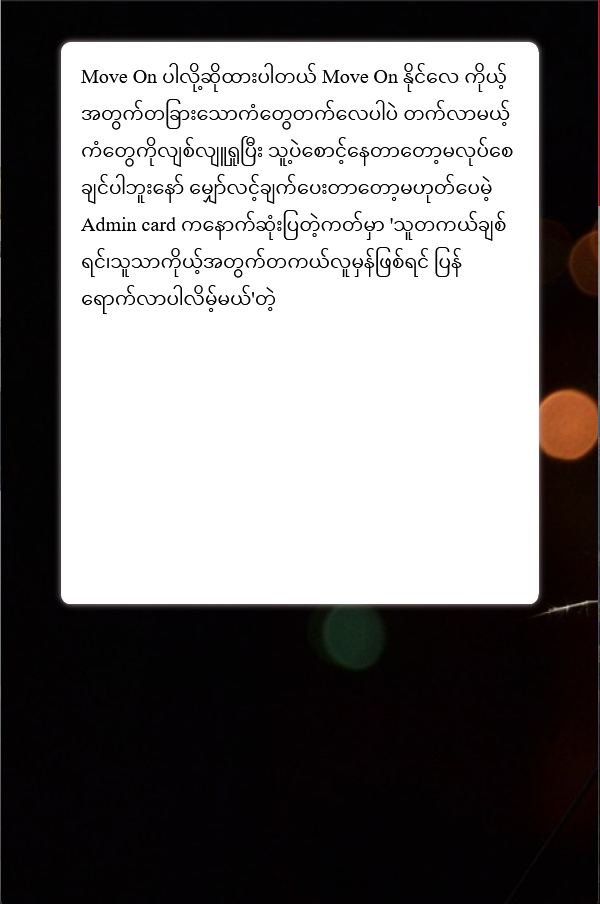 Move On ပါလို့ဆိုထားပါတယ် Move On နိုင်လေ ကိုယ့်
အတွက်တခြားသောကံတွေတက်လေပါပဲ တက်လာမယ့်
ကံတွေကိုလျစ်လျူရှုပြီး သူ့ပဲစောင့်နေတာတော့မလုပ်စေ
ချင်ပါဘူးနော် မျှော်လင့်ချက်ပေးတာတော့မဟုတ်ပေမဲ့
Admin card ကနောက်ဆုံးပြတဲ့ကတ်မှာ 'သူတကယ်ချစ်
ရင်၊သူသာကိုယ့်အတွက်တကယ်လူမှန်ဖြစ်ရင် ပြန်
ရောက်လာပါလိမ့်မယ်'တဲ့